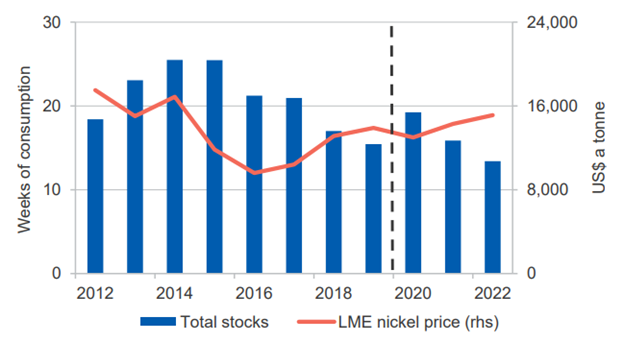 30
20
10
0
Weeks of consumption
24,000
16,000
8,000
0
US$ a tonne
2012 2014 2016 2018 2020 2022
Total stocks LME nickel price (rhs)